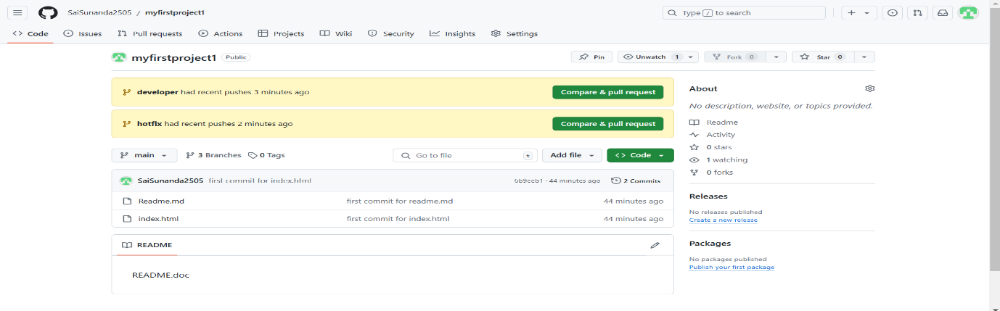 SaiSunanda2505 / myfirstproject1
Type / to search
Code Issues Pull requests Actions Projects Wiki Security Insights Settings
myfirstproject1 Public
Pin Unwatch 1 Fork 0 Star 0
developer had recent pushes 3 minutes ago Compare & pull request
hotfix had recent pushes 2 minutes ago Compare & pull request
main 3 Branches 0 Tags Go to file t Add file Code
SaiSunanda2505 first commit for index.html 6b9eeb1 · 44 minutes ago 2 Commits
Readme.md first commit for readme.md 44 minutes ago
index.html first commit for index.html 44 minutes ago
README
README.doc
About
No description, website, or topics provided.
Readme
Activity
0 stars
1 watching
0 forks
Releases
No releases published
Create a new release
Packages
No packages published
Publish your first package